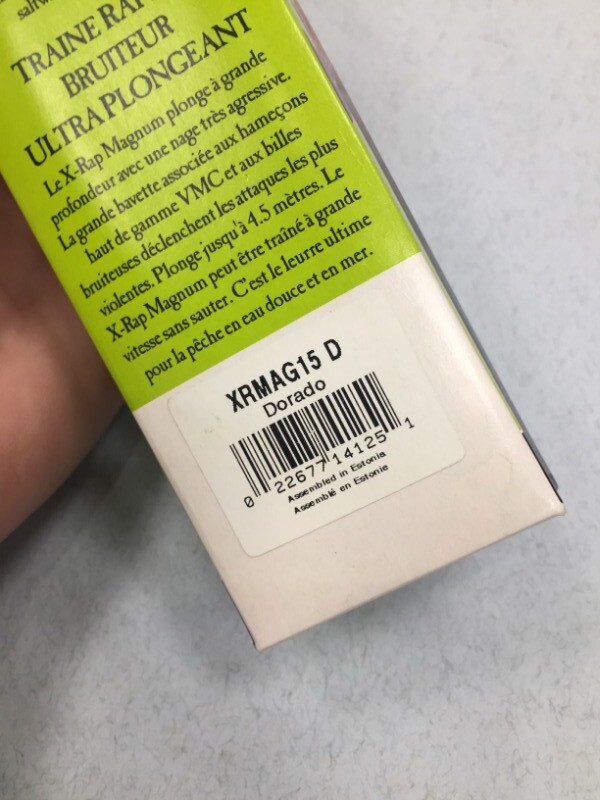 TRAINE RAP
BRUITEUR
ULTRA PLONGEANT
Le X-Rap Magnum plonge à grande
profondeur avec une nage très agressive.
La grande bavette associée aux hameçons
haut de gamme VMC et aux billes
bruiteuses déclenchent les attaques les plus
violentes. Plonge jusqu'à 4.5 mètres. Le
X-Rap Magnum peut être traîné à grande
vitesse sans sauter. C'est le leurre ultime
pour la pêche en eau douce et en mer.
XRMAG15 D
Dorado
0 22677 14125 1
Assembled in Estonia
Assemblé en Estonie